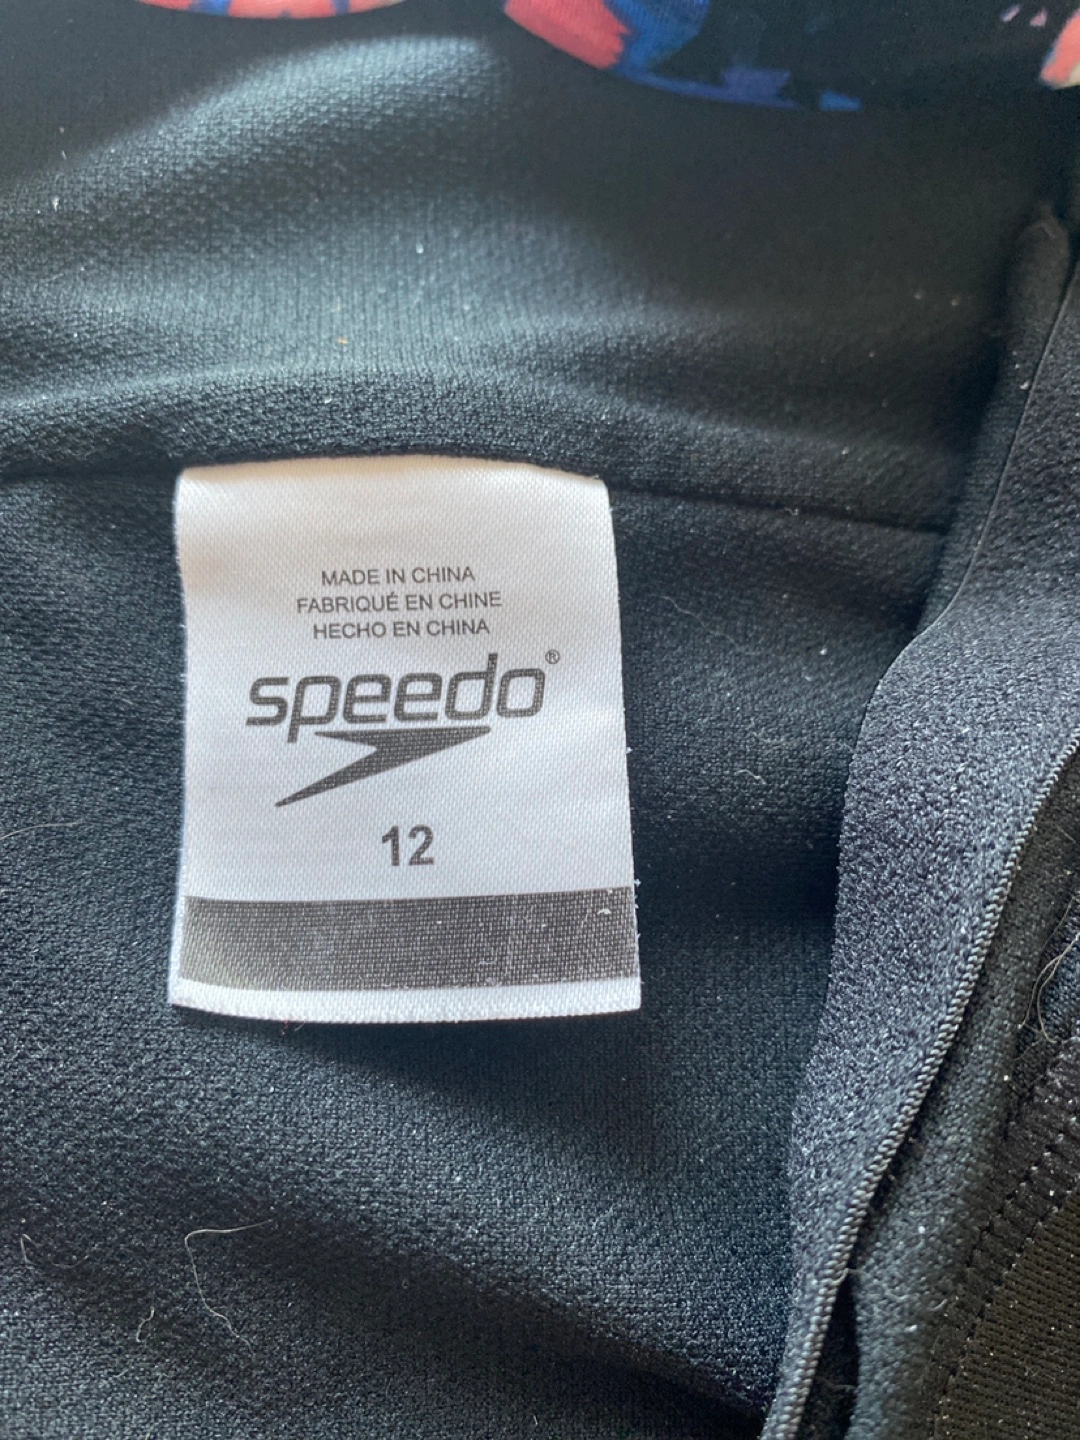 MADE IN CHINA
FABRIQUÉ EN CHINE
HECHO EN CHINA
speedo®
12